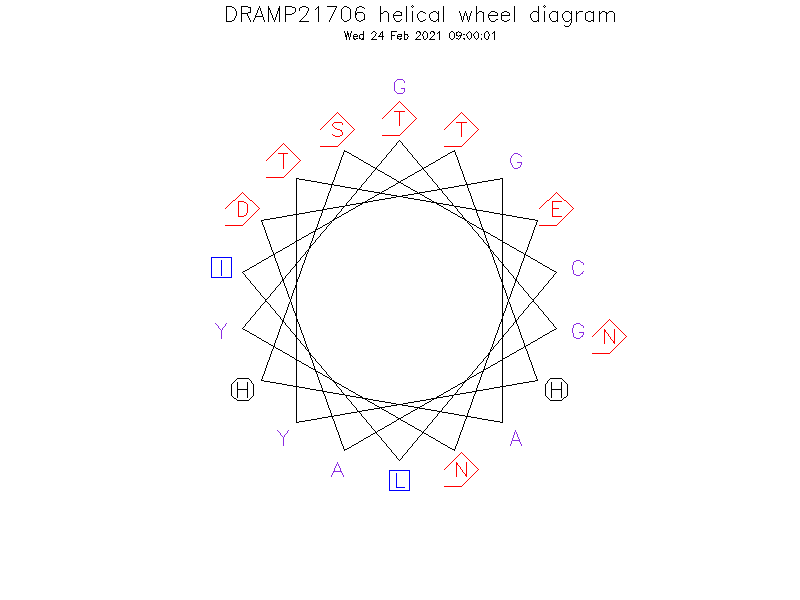 DRAMP21706 helical wheel diagram
Wed 24 Feb 2021 09:00:01
G
S T T
T G
D E
I C
Y G N
H H
Y A
A L N